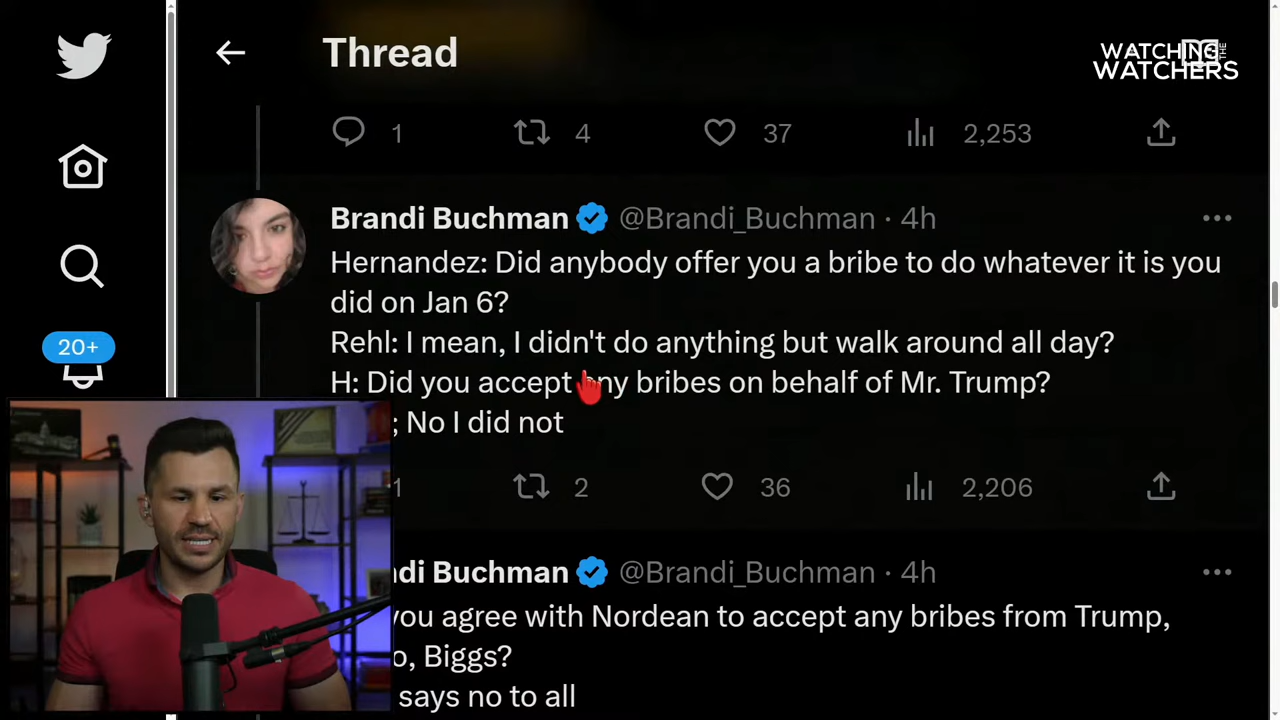 Thread
WATCHING THE
WATCHERS
1 4 37 2,253
Brandi Buchman @Brandi_Buchman · 4h
Hernandez: Did anybody offer you a bribe to do whatever it is you
did on Jan 6?
Rehl: I mean, I didn't do anything but walk around all day?
H: Did you accept any bribes on behalf of Mr. Trump?
; No I did not
1 2 36 2,206
20+
ndi Buchman @Brandi_Buchman · 4h
you agree with Nordean to accept any bribes from Trump,
o, Biggs?
says no to all